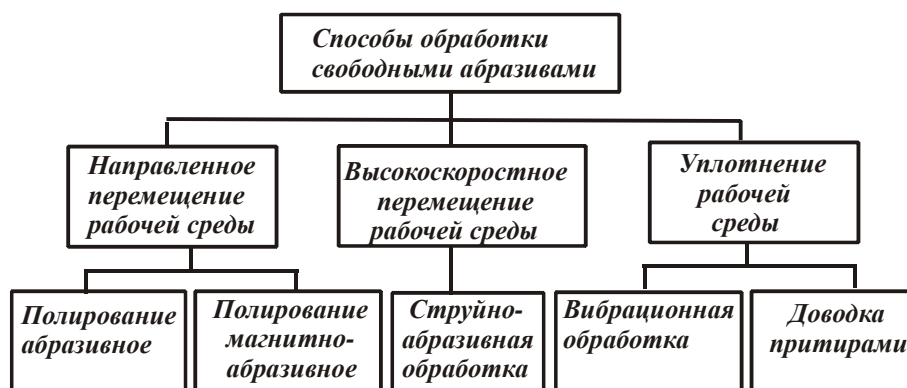 Способы обработки
свободными абразивами
Направленное
перемещение
рабочей среды
Высокоскоростное
перемещение
рабочей среды
Уплотнение
рабочей
среды
Полирование
абразивное
Полирование
магнитно-
абразивное
Струйно-
абразивная
обработка
Вибрационная
обработка
Доводка
притирами